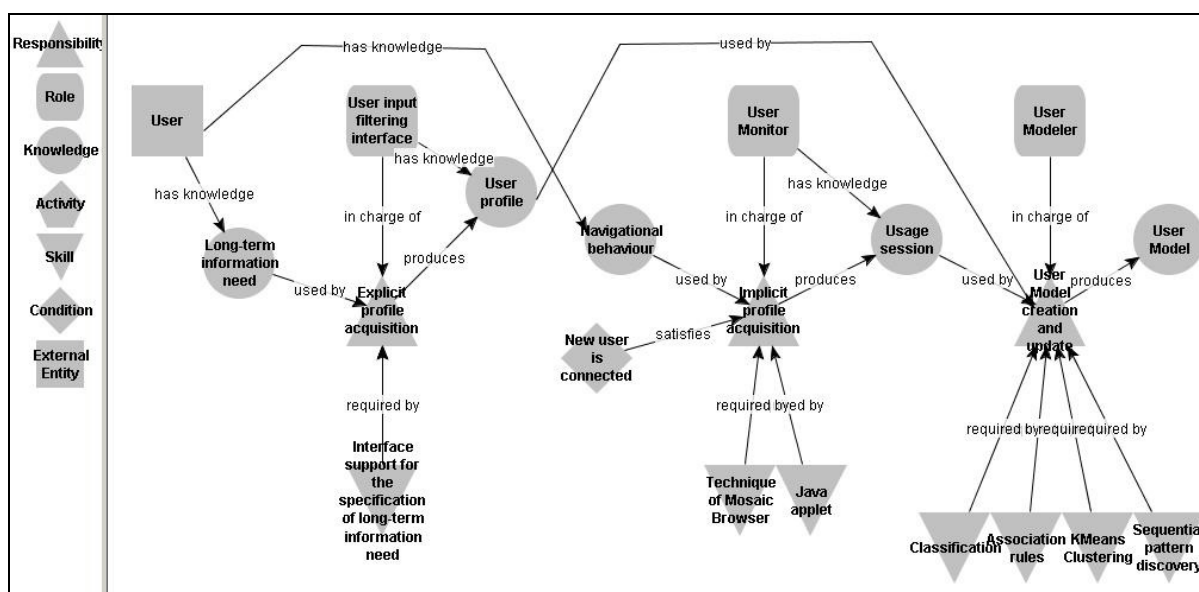 Responsibility
Role
Knowledge
Activity
Skill
Condition
External
Entity
has knowledge
used by
User
User input
filtering
interface
User
Monitor
User
Modeler
has knowledge
has knowledge
User
profile
in charge of
has knowledge
in charge of
in charge of
Long-term
information
need
produces
Navigational
behaviour
Usage
session
User
Model
used by
Explicit
profile
acquisition
used by
Implicit
profile
acquisition
produces
used by
User
Model
creation
and
update
produces
New user
is
connected
satisfies
required by
required by
ed by
required by
requir
required by
Interface
support for
the
specification
of long-term
information
need
Technique
of Mosaic
Browser
Java
applet
Classification
Association
rules
KMeans
Clustering
Sequential
pattern
discovery